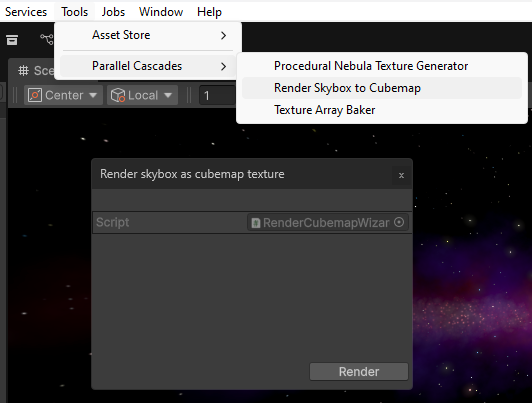 Services Tools Jobs Window Help
Asset Store
Parallel Cascades
Procedural Nebula Texture Generator
Render Skybox to Cubemap
Texture Array Baker
# Sce
Center Local 1
Render skybox as cubemap texture x
Script RenderCubemapWizar
Render